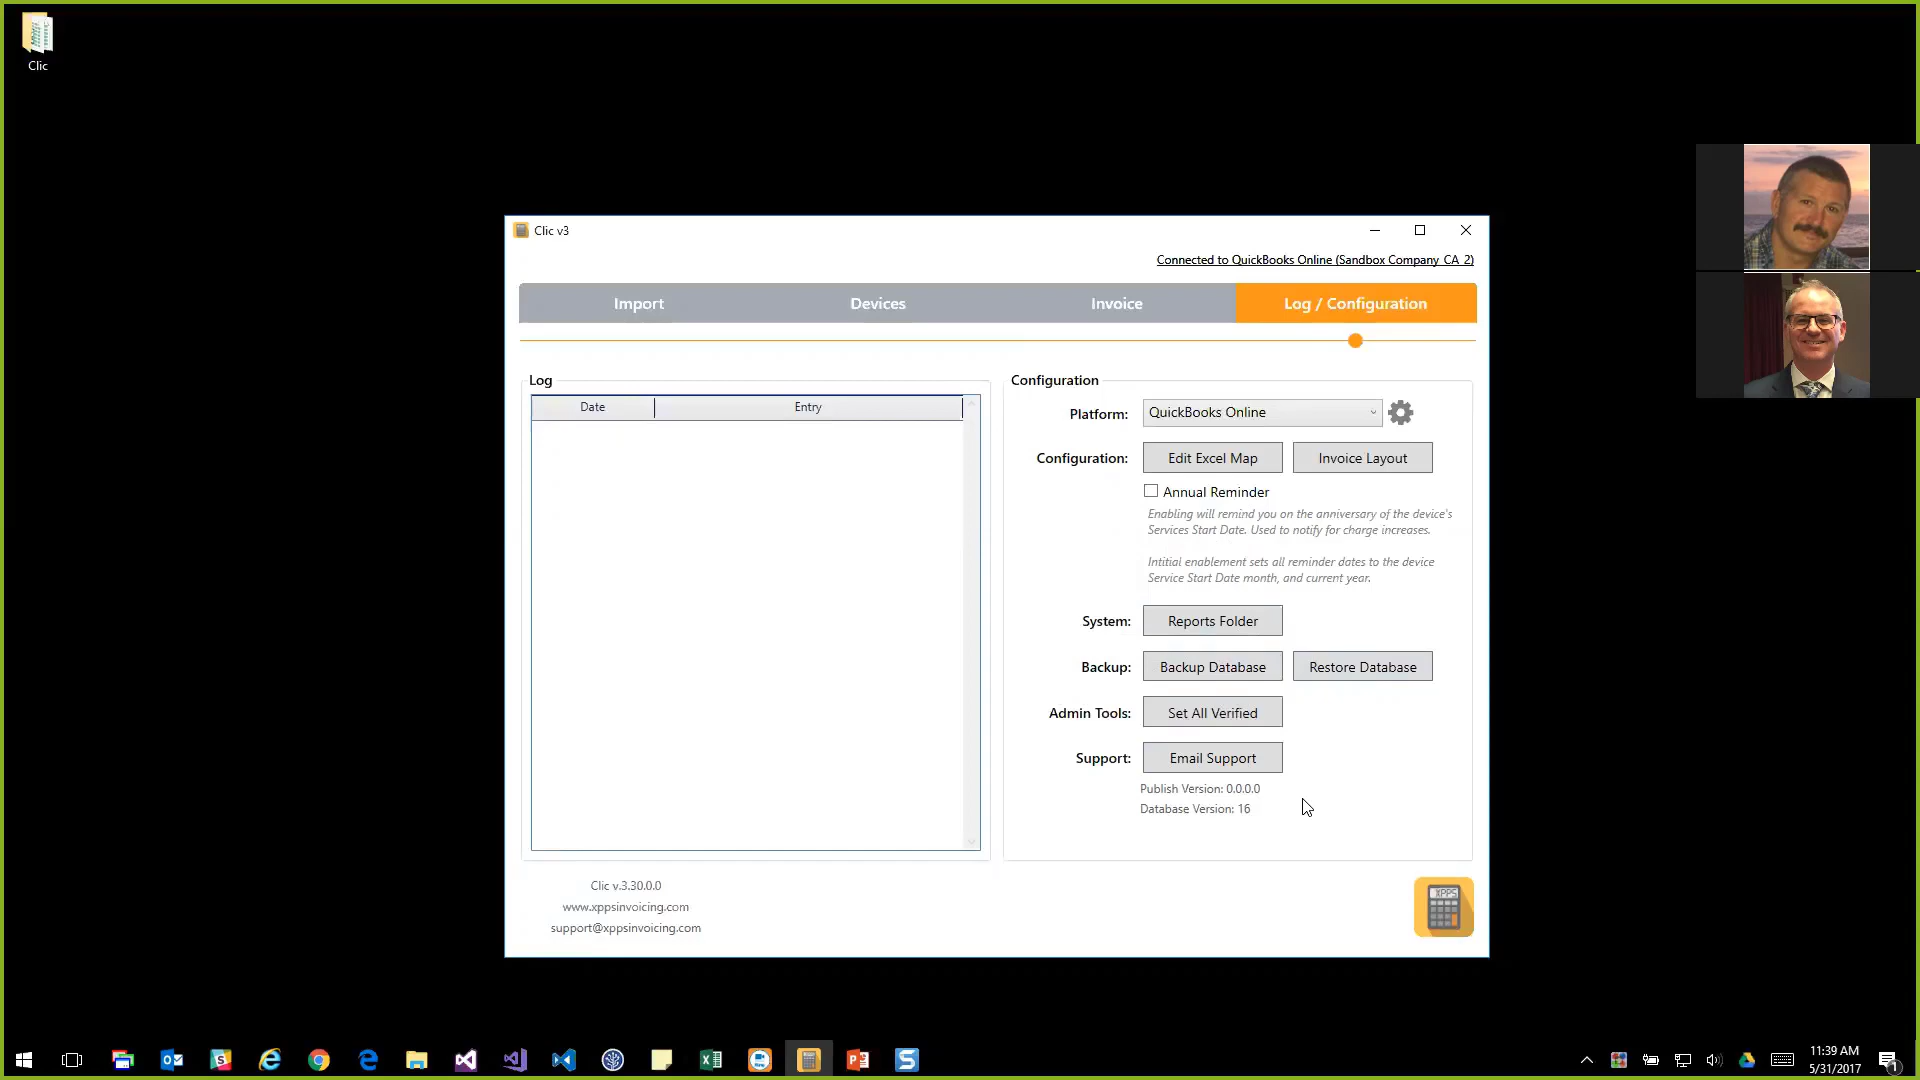 Clic
Clic v3
Connected to QuickBooks Online (Sandbox Company_CA_2)
Import
Devices
Invoice
Log / Configuration
Log
Date
Entry
Configuration
Platform:
QuickBooks Online
Configuration:
Edit Excel Map
Invoice Layout
Annual Reminder
Enabling will remind you on the anniversary of the device's
Services Start Date. Used to notify for charge increases.
Intitial enablement sets all reminder dates to the device
Service Start Date month, and current year.
System:
Reports Folder
Backup:
Backup Database
Restore Database
Admin Tools:
Set All Verified
Support:
Email Support
Publish Version: 0.0.0.0
Database Version: 16
Clic v.3.30.0.0
www.xppsinvoicing.com
support@xppsinvoicing.com
XPPS
11:39 AM
5/31/2017
1